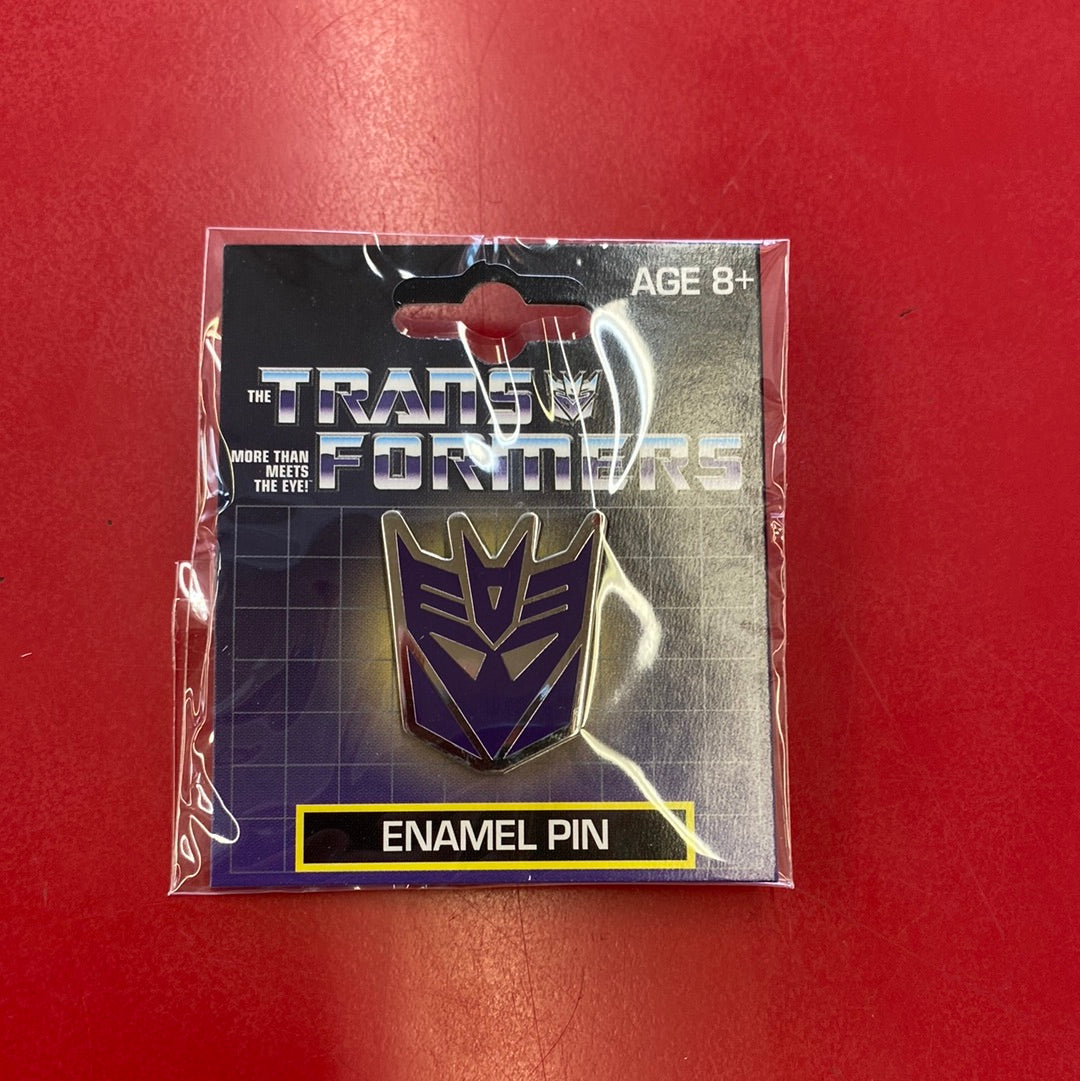 AGE 8+
THE TRANS
FORMERS
MORE THAN
MEETS
THE EYE!
ENAMEL PIN